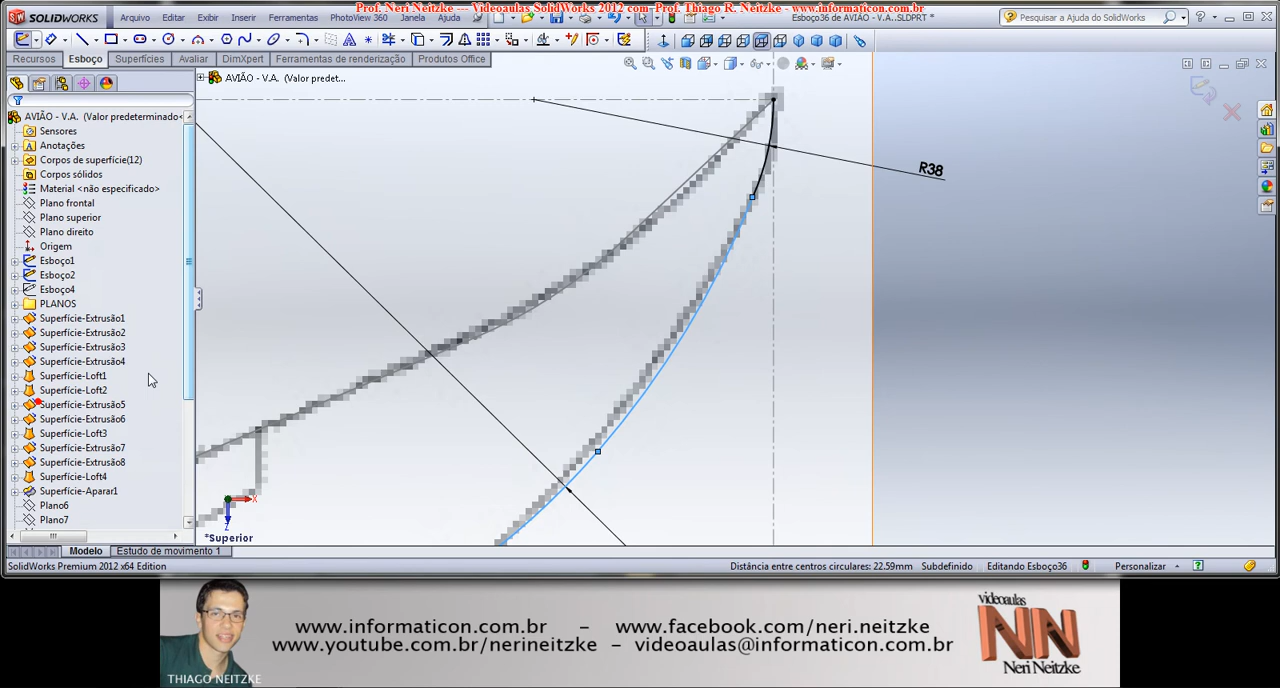 Prof. Neri Neitzke --- Videoaulas SolidWorks 2012 com Prof. Thiago R. Neitzke - www.informaticon.com.br
SOLIDWORKS
Arquivo Editar Exibir Inserir Ferramentas PhotoView 360 Janela Ajuda
Esboço36 de AVIÃO - V.A..SLDPRT *
Pesquisar a Ajuda do SolidWorks
Recursos Esboço Superfícies Avaliar DimXpert Ferramentas de renderização Produtos Office
AVIÃO - V.A. (Valor predet...
AVIÃO - V.A. (Valor predeterminado<
Sensores
Anotações
Corpos de superfície(12)
Corpos sólidos
Material <não especificado>
Plano frontal
Plano superior
Plano direito
Origem
Esboço1
Esboço2
Esboço4
PLANOS
Superfície-Extrusão1
Superfície-Extrusão2
Superfície-Extrusão3
Superfície-Extrusão4
Superfície-Loft1
Superfície-Loft2
Superfície-Extrusão5
Superfície-Extrusão6
Superfície-Loft3
Superfície-Extrusão7
Superfície-Extrusão8
Superfície-Loft4
Superfície-Aparar1
Plano6
Plano7
R38
X
Z
*Superior
Modelo Estudo de movimento 1
SolidWorks Premium 2012 x64 Edition
Distância entre centros circulares: 22.59mm Subdefinido Editando Esboço36 Personalizar
www.informaticon.com.br - www.facebook.com/neri.neitzke
www.youtube.com.br/nerineitzke - videoaulas@informaticon.com.br
THIAGO NEITZKE
videoaulas
NN
Neri Neitzke